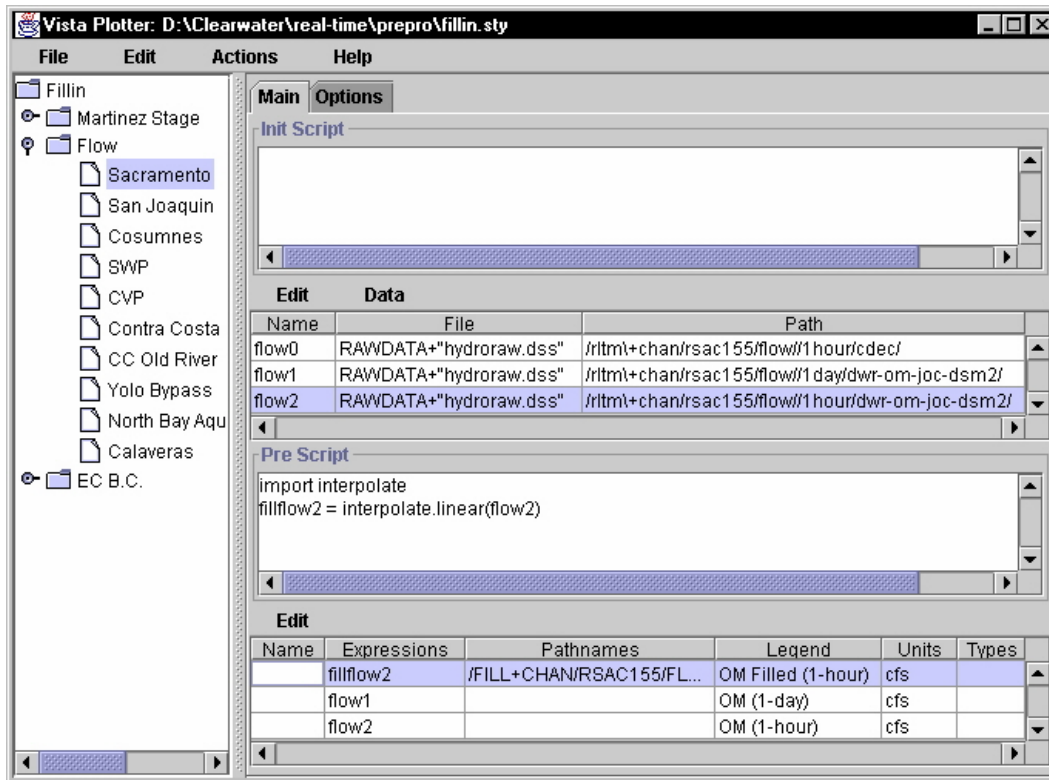 Vista Plotter: D:\Clearwater\real-time\prepro\fillin.sty
File Edit Actions Help
Fillin
Martinez Stage
Flow
Sacramento
San Joaquin
Cosumnes
SWP
CVP
Contra Costa
CC Old River
Yolo Bypass
North Bay Aqu
Calaveras
EC B.C.
Main Options
Init Script
Edit Data
Name File Path
flow0 RAWDATA+"hydroraw.dss" /rltm\+chan/rsac155/flow//1hour/cdec/
flow1 RAWDATA+"hydroraw.dss" /rltm\+chan/rsac155/flow//1day/dwr-om-joc-dsm2/
flow2 RAWDATA+"hydroraw.dss" /rltm\+chan/rsac155/flow//1hour/dwr-om-joc-dsm2/
Pre Script
import interpolate
fillflow2 = interpolate.linear(flow2)
Edit
Name Expressions Pathnames Legend Units Types
fillflow2 /FILL+CHAN/RSAC155/FL... OM Filled (1-hour) cfs
flow1 OM (1-day) cfs
flow2 OM (1-hour) cfs